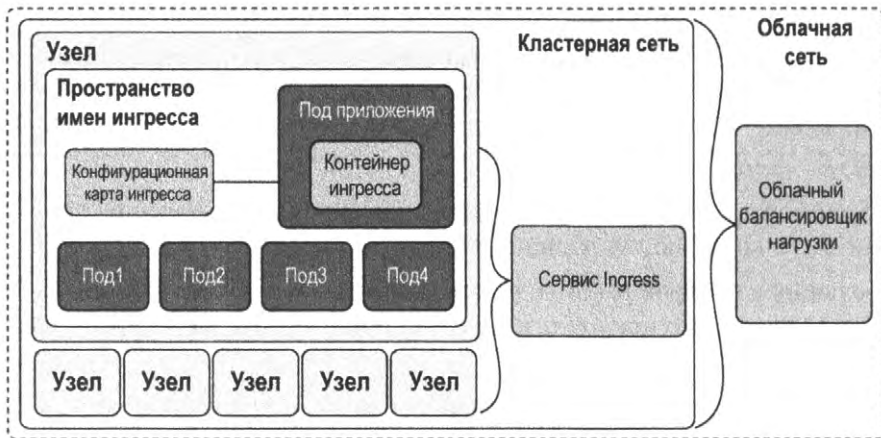 Узел
Кластерная сеть
Облачная
сеть
Пространство
имен ингресса
Под приложения
Конфигурационная
карта ингресса
Контейнер
ингресса
Под1
Под2
Под3
Под4
Сервис Ingress
Облачный
балансировщик
нагрузки
Узел
Узел
Узел
Узел
Узел